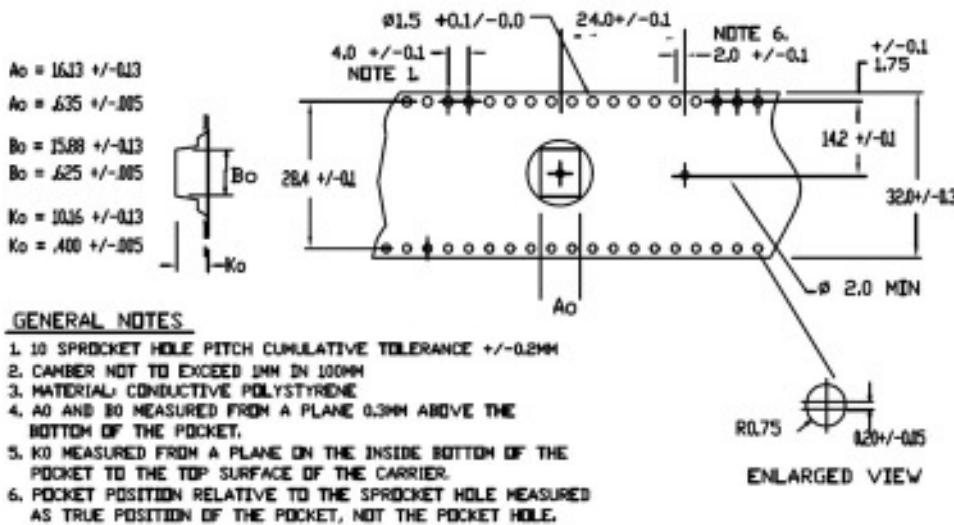 Ø1.5 +0.1/-0.0
24.0+/-0.1
NOTE 6.
4.0 +/-0.1
NOTE 1.
2.0 +/-0.1
+/-0.1
1.75
Ao = 16.13 +/-0.13
Ao = .635 +/-.005
Bo = 15.88 +/-0.13
Bo = .625 +/-.005
Ko = 10.16 +/-0.13
Ko = .400 +/-.005
Bo
Ko
28.4 +/-0.1
14.2 +/-0.1
32.0+/-0.3
Ao
Ø 2.0 MIN
GENERAL NOTES
1. 10 SPROCKET HOLE PITCH CUMULATIVE TOLERANCE +/-0.2MM
2. CAMBER NOT TO EXCEED 1MM IN 100MM
3. MATERIAL: CONDUCTIVE POLYSTYRENE
4. AO AND BO MEASURED FROM A PLANE 0.3MM ABOVE THE
BOTTOM OF THE POCKET.
5. KO MEASURED FROM A PLANE ON THE INSIDE BOTTOM OF THE
POCKET TO THE TOP SURFACE OF THE CARRIER.
6. POCKET POSITION RELATIVE TO THE SPROCKET HOLE MEASURED
AS TRUE POSITION OF THE POCKET, NOT THE POCKET HOLE.
R0.75
0.20+/-.05
ENLARGED VIEW